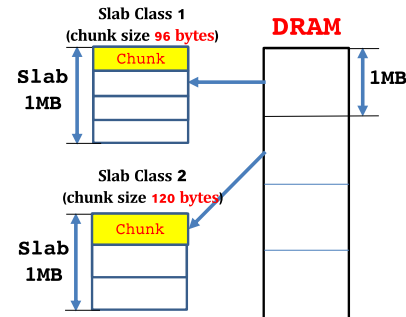 Slab Class 1
(chunk size 96 bytes)
DRAM
Chunk
Slab
1MB
1MB
Slab Class 2
(chunk size 120 bytes)
Chunk
Slab
1MB